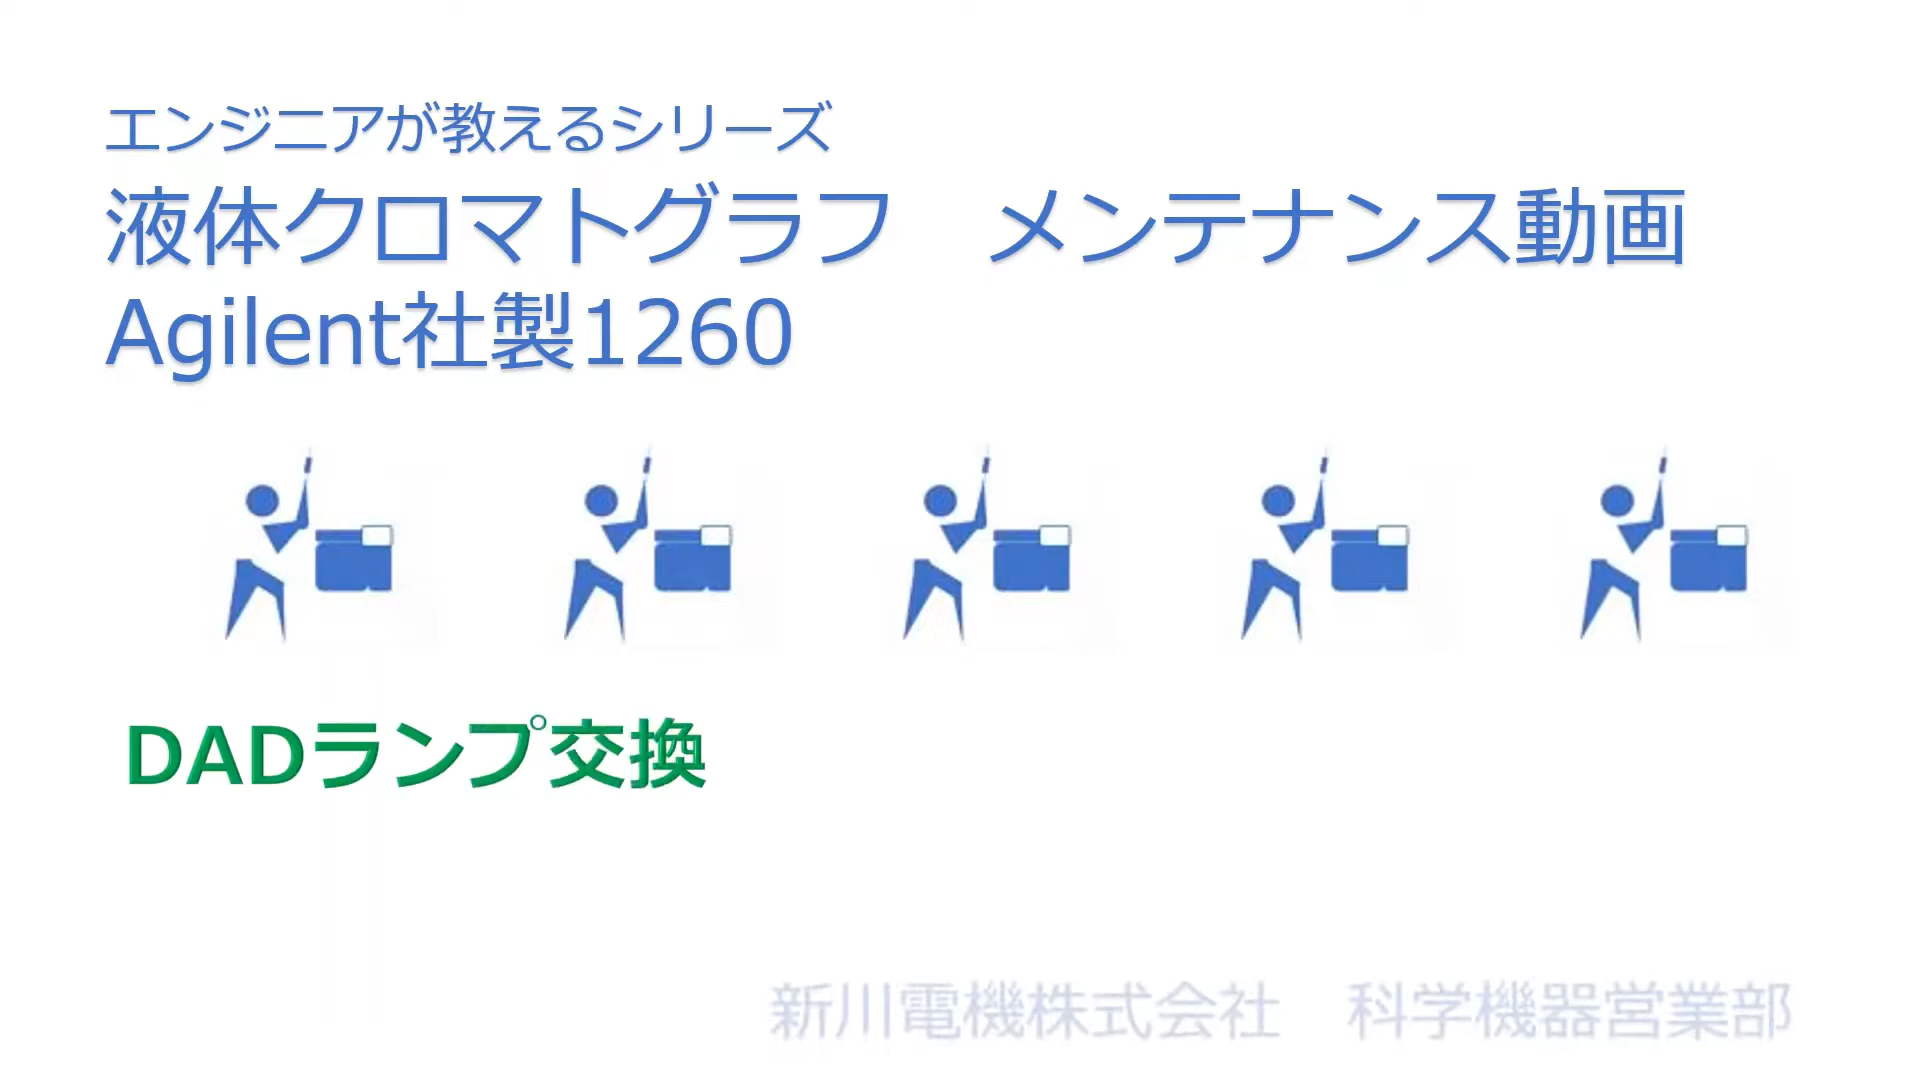 エンジニアが教えるシリーズ
液体クロマトグラフ　メンテナンス動画
Agilent社製1260
DADランプ交換
新川電機株式会社　科学機器営業部